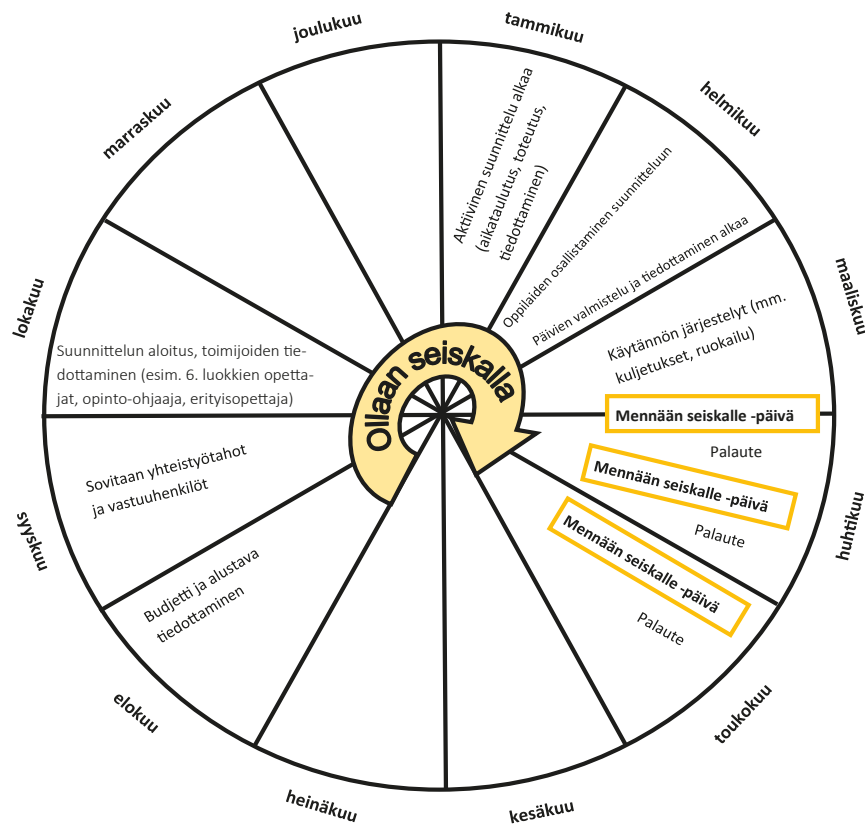 tammikuu
Aktiivinen suunnittelu alkaa
(aikataulutus, toteutus,
tiedottaminen)
helmikuu
Oppilaiden osallistaminen suunnitteluun
Päivien valmistelu ja tiedottaminen alkaa
maaliskuu
Käytännön järjestelyt (mm.
kuljetukset, ruokailu)
Mennään seiskalle -päivä
huhtikuu
Palaute
Mennään seiskalle -päivä
Palaute
Mennään seiskalle -päivä
toukokuu
Palaute
kesäkuu
heinäkuu
elokuu
Budjetti ja alustava
tiedottaminen
syyskuu
Sovitaan yhteistyötahot
ja vastuuhenkilöt
lokakuu
Suunnittelun aloitus, toimijoiden tie-
dottaminen (esim. 6. luokkien opetta-
jat, opinto-ohjaaja, erityisopettaja)
marraskuu
joulukuu
Ollaan seiskalla